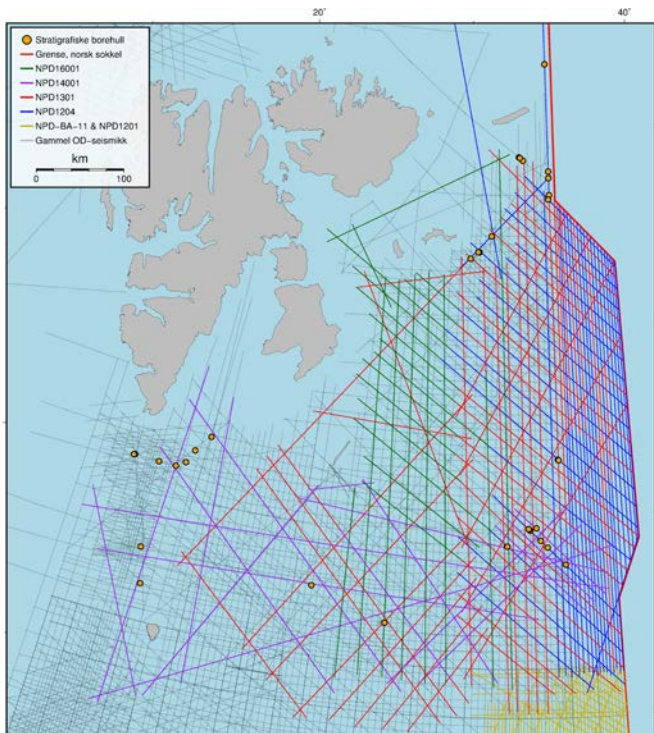 20°
40°
Stratigrafiske borehull
Grense, norsk sokkel
NPD16001
NPD14001
NPD1301
NPD1204
NPD-BA-11 & NPD1201
Gammel OD-seismikk
km
0 100